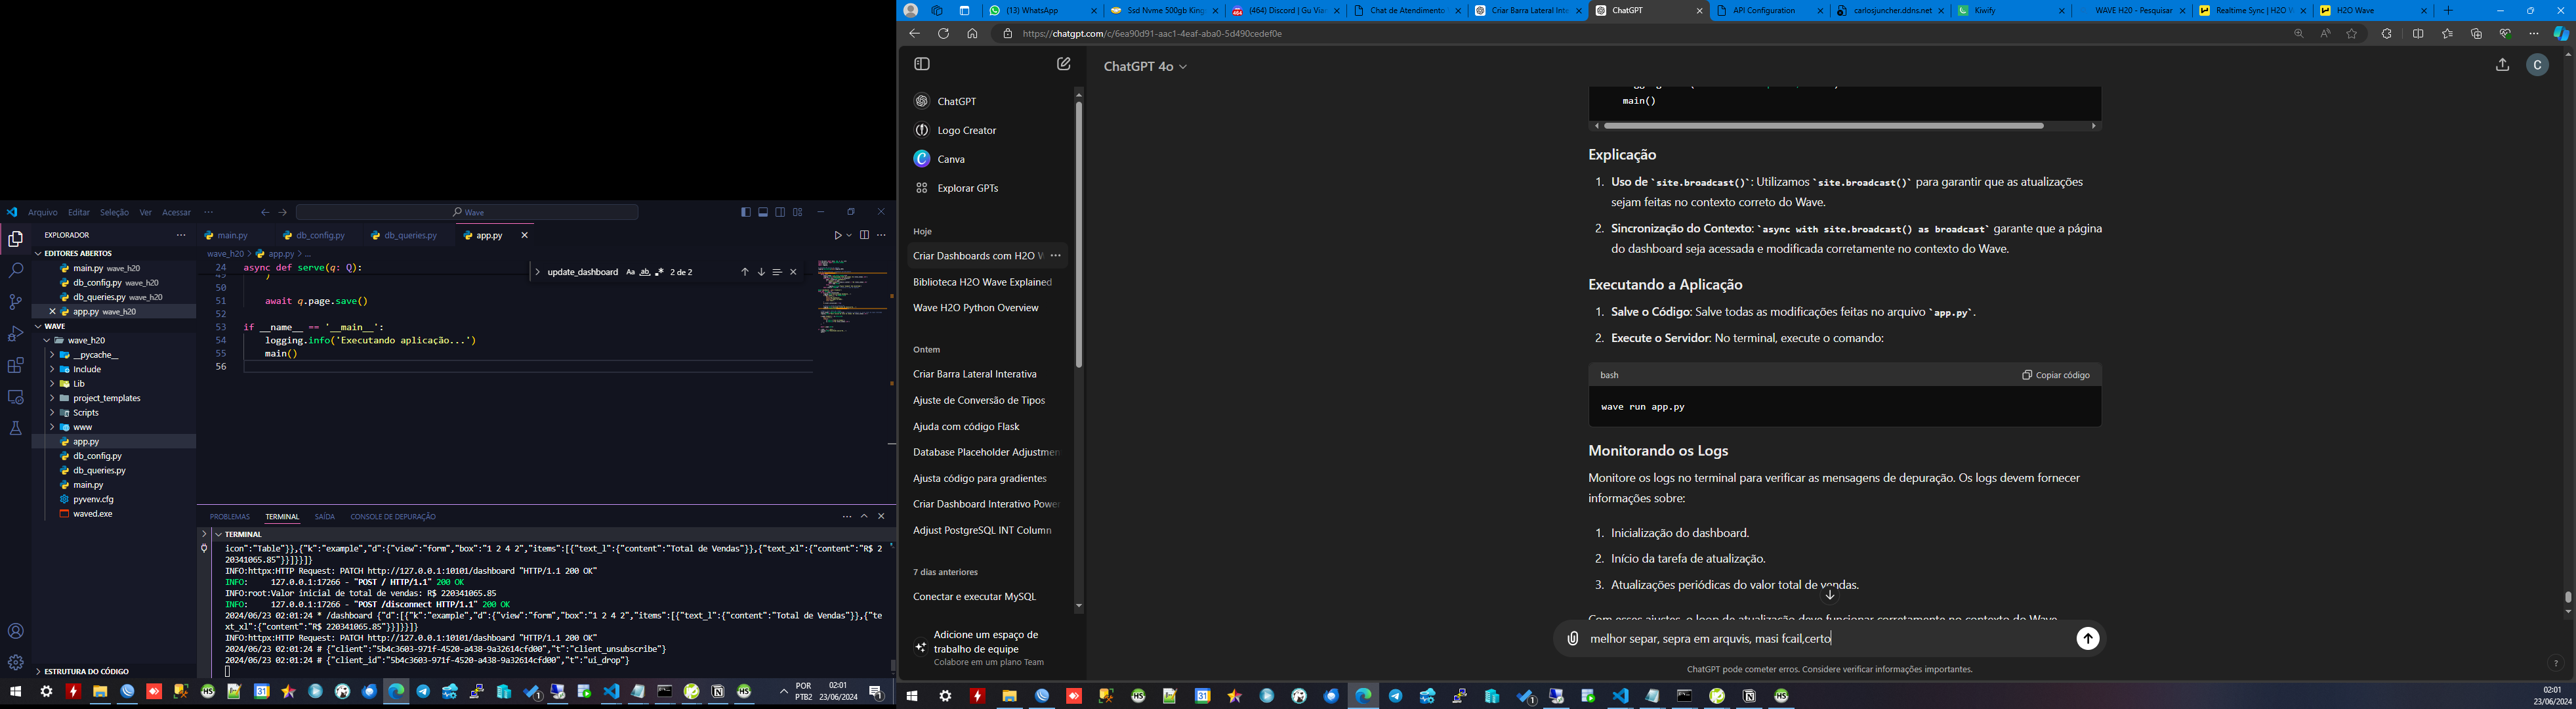 Arquivo Editar Seleção Ver Acessar ···
Wave
EXPLORADOR
EDITORES ABERTOS
main.py wave_h20
db_config.py wave_h20
db_queries.py wave_h20
app.py wave_h20
WAVE
wave_h20
__pycache__
Include
Lib
project_templates
Scripts
www
app.py
db_config.py
db_queries.py
main.py
pyvenv.cfg
waved.exe
ESTRUTURA DO CÓDIGO
main.py db_config.py db_queries.py app.py
wave_h20 > app.py > ...
24 async def serve(q: Q):
update_dashboard Aa ab 2 de 2
50
51 await q.page.save()
52
53 if __name__ == '__main__':
54 logging.info('Executando aplicação...')
55 main()
56
PROBLEMAS TERMINAL SAÍDA CONSOLE DE DEPURAÇÃO
TERMINAL
icon":"Table"}},{"k":"example","d":{"view":"form","box":"1 2 4 2","items":[{"text_l":{"content":"Total de Vendas"}},{"text_xl":{"content":"R$ 2
20341065.85"}}]}}]}
INFO:httpx:HTTP Request: PATCH http://127.0.0.1:10101/dashboard "HTTP/1.1 200 OK"
INFO: 127.0.0.1:17266 - "POST / HTTP/1.1" 200 OK
INFO:root:Valor inicial de total de vendas: R$ 220341065.85
INFO: 127.0.0.1:17266 - "POST /disconnect HTTP/1.1" 200 OK
2024/06/23 02:01:24 * /dashboard {"d":[{"k":"example","d":{"view":"form","box":"1 2 4 2","items":[{"text_l":{"content":"Total de Vendas"}},{"te
xt_xl":{"content":"R$ 220341065.85"}}]}}]}
INFO:httpx:HTTP Request: PATCH http://127.0.0.1:10101/dashboard "HTTP/1.1 200 OK"
2024/06/23 02:01:24 # {"client":"5b4c3603-971f-4520-a438-9a32614cfd00","t":"client_unsubscribe"}
2024/06/23 02:01:24 # {"client_id":"5b4c3603-971f-4520-a438-9a32614cfd00","t":"ui_drop"}
POR
PTB2
02:01
23/06/2024
(13) WhatsApp
Ssd Nvme 500gb King
(464) Discord | Gu Vian
Chat de Atendimento
Criar Barra Lateral Inte
ChatGPT
API Configuration
carlosjuncher.ddns.net
Kiwify
WAVE H20 - Pesquisar
Realtime Sync | H2O W
H2O Wave
https://chatgpt.com/c/6ea90d91-aac1-4eaf-aba0-5d490cedef0e
ChatGPT
Logo Creator
Canva
Explorar GPTs
Hoje
Criar Dashboards com H2O W ···
Biblioteca H2O Wave Explained
Wave H2O Python Overview
Ontem
Criar Barra Lateral Interativa
Ajuste de Conversão de Tipos
Ajuda com código Flask
Database Placeholder Adjustmen
Ajusta código para gradientes
Criar Dashboard Interativo Power
Adjust PostgreSQL INT Column
7 dias anteriores
Conectar e executar MySQL
Adicione um espaço de
trabalho de equipe
Colabore em um plano Team
ChatGPT 4o
C
main()
Explicação
1. Uso de `site.broadcast()`: Utilizamos `site.broadcast()` para garantir que as atualizações
sejam feitas no contexto correto do Wave.
2. Sincronização do Contexto: `async with site.broadcast() as broadcast` garante que a página
do dashboard seja acessada e modificada corretamente no contexto do Wave.
Executando a Aplicação
1. Salve o Código: Salve todas as modificações feitas no arquivo `app.py`.
2. Execute o Servidor: No terminal, execute o comando:
bash Copiar código
wave run app.py
Monitorando os Logs
Monitore os logs no terminal para verificar as mensagens de depuração. Os logs devem fornecer
informações sobre:
1. Inicialização do dashboard.
2. Início da tarefa de atualização.
3. Atualizações periódicas do valor total de vendas.
Com esses ajustes, o loop de atualização deve funcionar corretamente no contexto do Wave
melhor separ, sepra em arquvis, masi fcail,certo
ChatGPT pode cometer erros. Considere verificar informações importantes.
?
02:01
23/06/2024